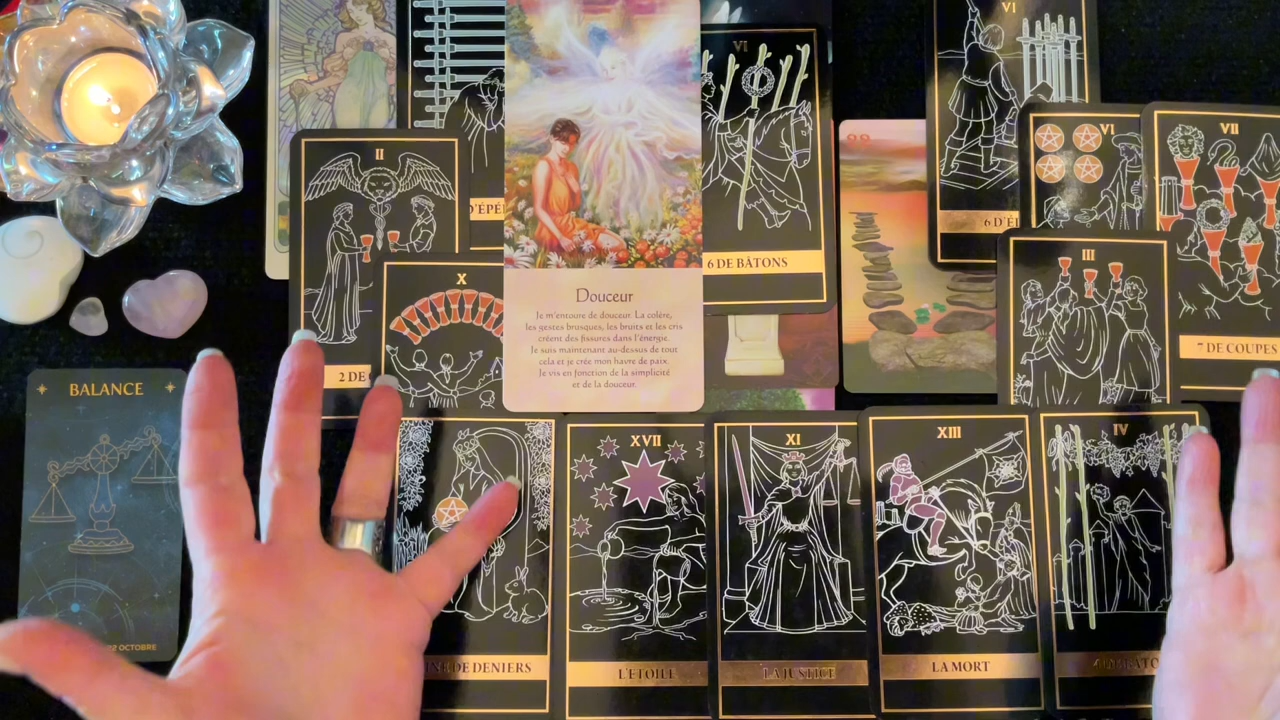 VI
VI
II
D'ÉPÉ
6 DE BÂTONS
6 D'É
VI
VII
III
7 DE COUPES
X
2 DE
Douceur
Je m'entoure de douceur. La colère,
les gestes brusques, les bruits et les cris
créent des fissures dans l'énergie.
Je suis maintenant au-dessus de tout
cela et je crée mon havre de paix.
Je vis en fonction de la simplicité
et de la douceur.
BALANCE
22 OCTOBRE
XVII
XI
XIII
IV
NE DE DENIERS
L'ÉTOILE
LA JUSTICE
LA MORT